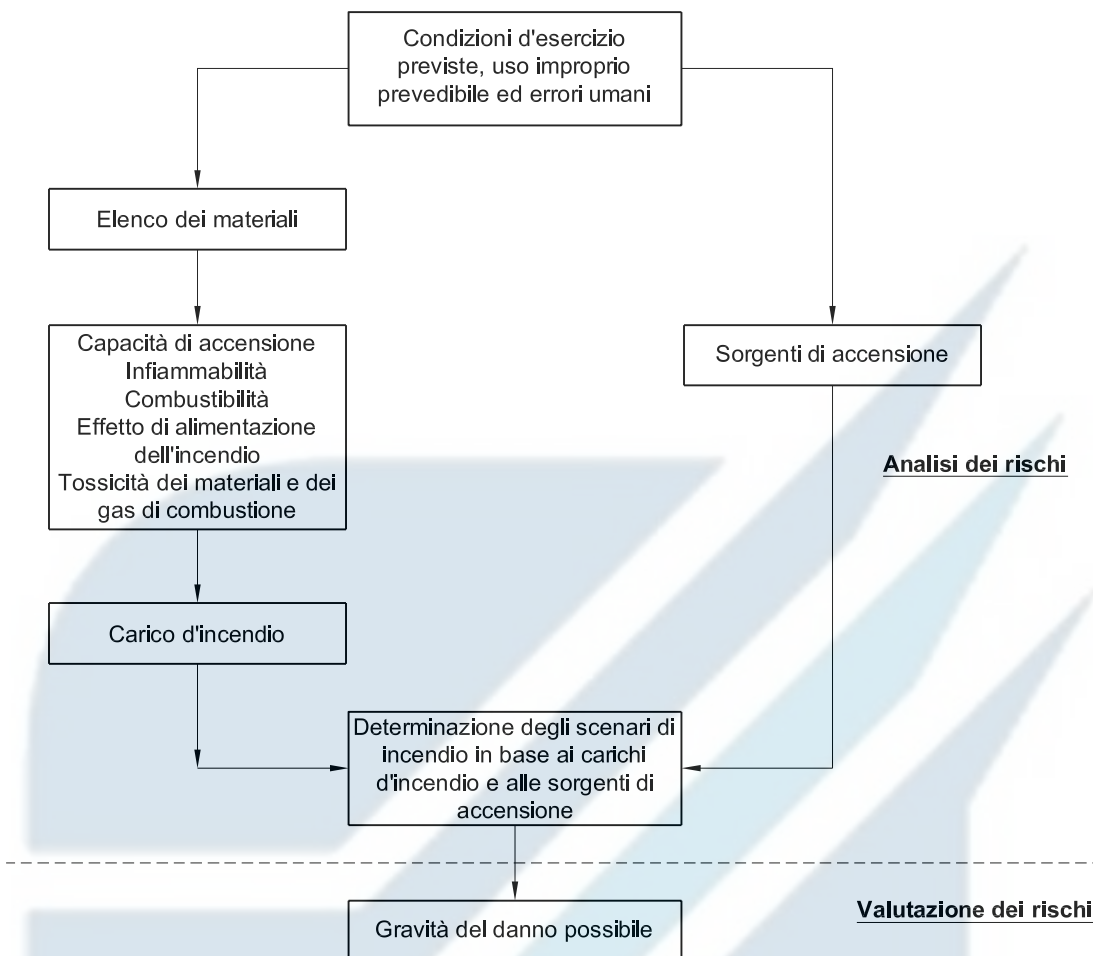 Condizioni d'esercizio
previste, uso improprio
prevedibile ed errori umani
Elenco dei materiali
Capacità di accensione
Infiammabilità
Combustibilità
Effetto di alimentazione
dell'incendio
Tossicità dei materiali e dei
gas di combustione
Sorgenti di accensione
Analisi dei rischi
Carico d'incendio
Determinazione degli scenari di
incendio in base ai carichi
d'incendio e alle sorgenti di
accensione
Valutazione dei rischi
Gravità del danno possibile